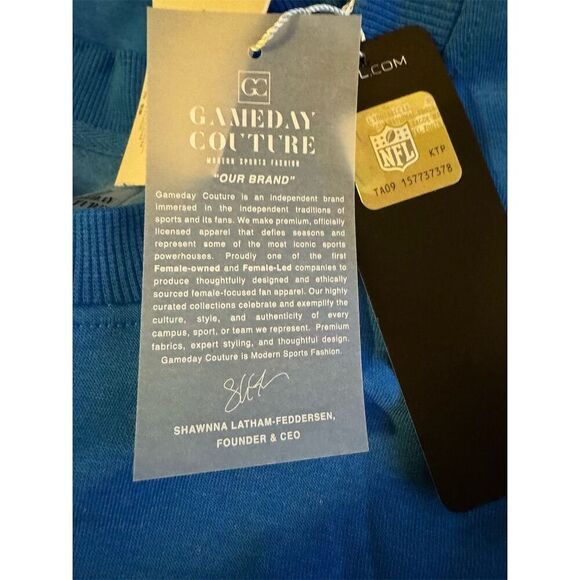 GC
GAMEDAY
COUTURE
MODERN SPORTS FASHION
"OUR BRAND"
Gameday Couture is an independent brand
immersed in the independent traditions of
sports and its fans. We make premium, officially
licensed apparel that defies seasons and
represent some of the most iconic sports
powerhouses. Proudly one of the first
Female-owned and Female-Led companies to
produce thoughtfully designed and ethically
sourced female-focused fan apparel. Our highly
curated collections celebrate and exemplify the
culture, style, and authenticity of every
campus, sport, or team we represent. Premium
fabrics, expert styling, and thoughtful design.
Gameday Couture is Modern Sports Fashion.
SHAWNNA LATHAM-FEDDERSEN,
FOUNDER & CEO
L.COM
NFL
KTP
TA09 157737378